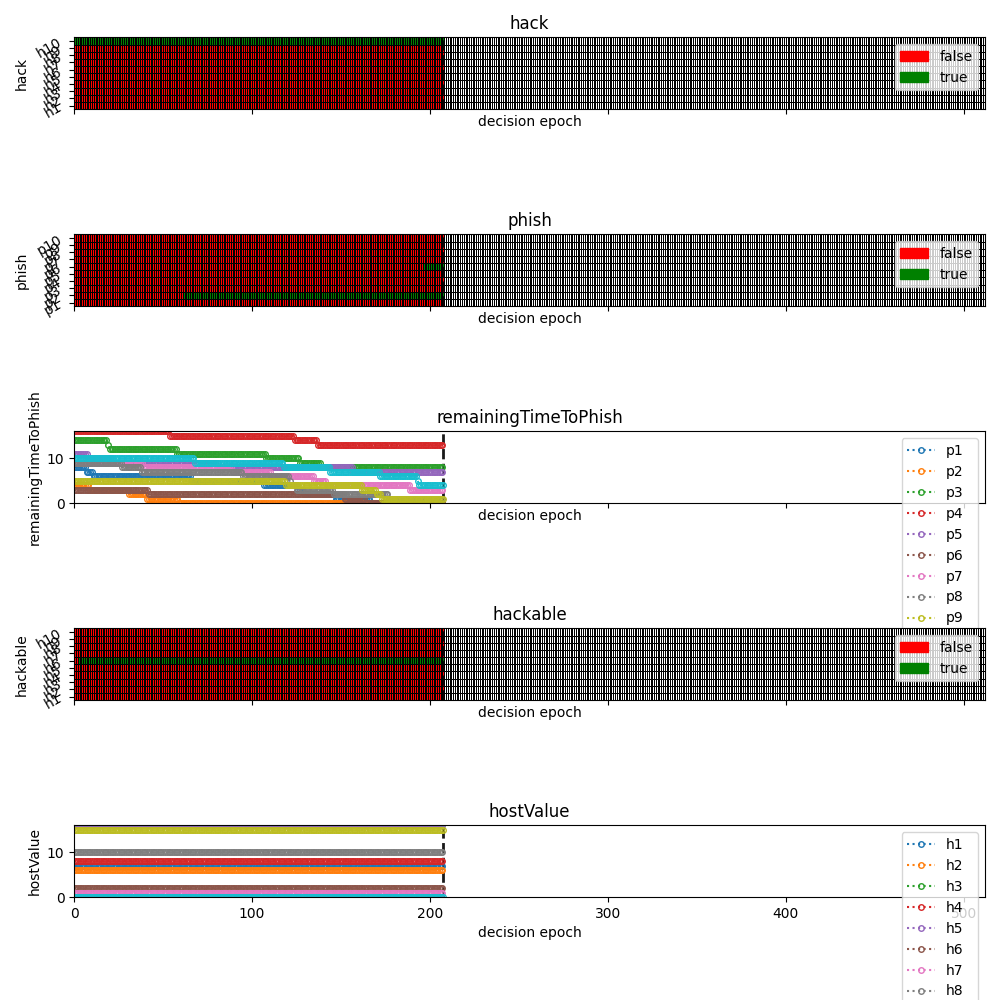 hack
hack
h10
h1
false
true
decision epoch
phish
phish
p10
p1
false
true
decision epoch
remainingTimeToPhish
remainingTimeToPhish
10
0
decision epoch
p1
p2
p3
p4
p5
p6
p7
p8
p9
hackable
hackable
h10
h1
false
true
decision epoch
hostValue
hostValue
10
0
0 100 200 300 400 500
decision epoch
h1
h2
h3
h4
h5
h6
h7
h8